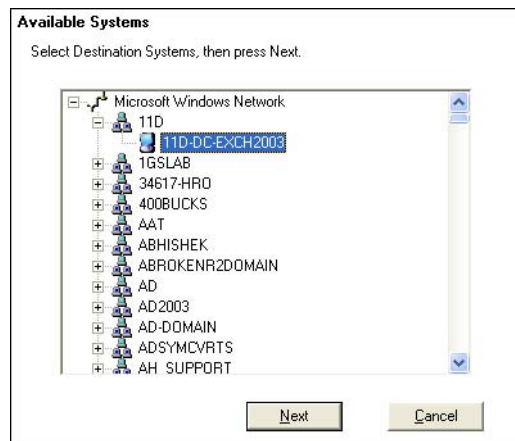 Available Systems
Select Destination Systems, then press Next.
Microsoft Windows Network
11D
11D-DC-EXCH2003
1GSLAB
34617-HRO
400BUCKS
AAT
ABHISHEK
ABROKENR2DOMAIN
AD
AD2003
AD-DOMAIN
ADSYMCVRTS
AH_SUPPORT
Next
Cancel